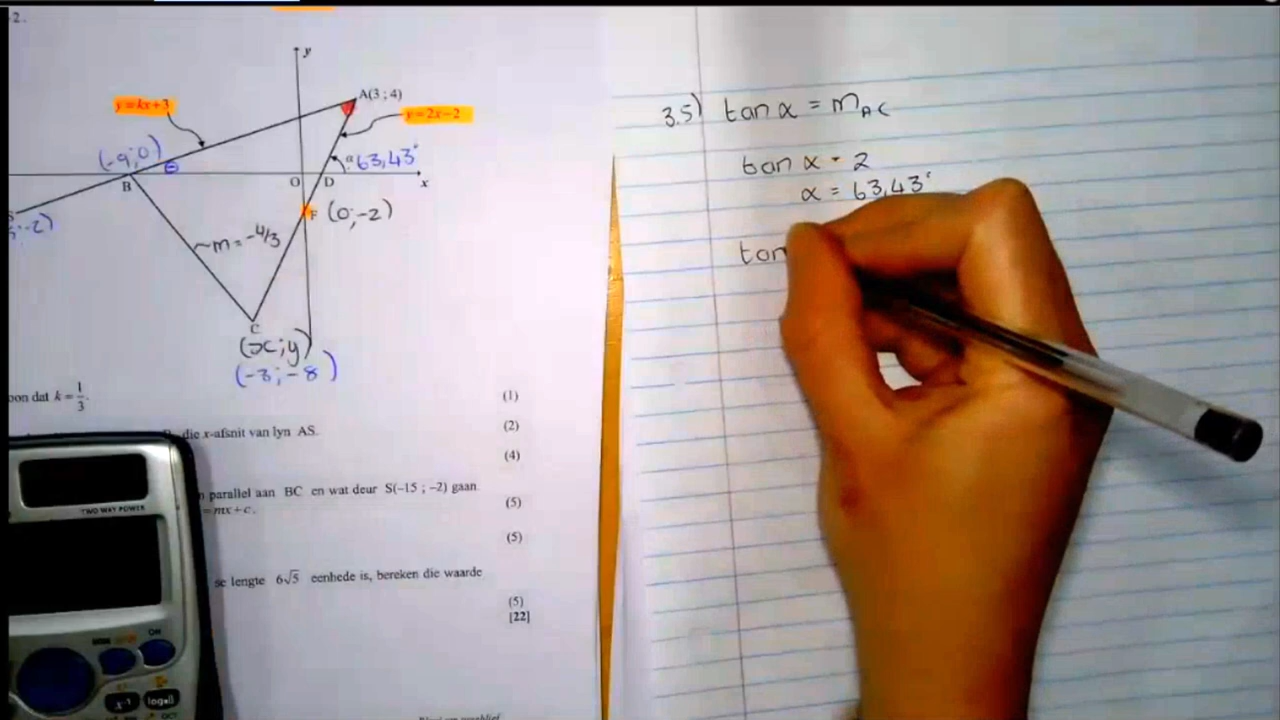 2.
y
A(3 ; 4)
y = kx+3
y = 2x−2
(-9;0)
θ
α
63,43°
B
O
D
x
F (0;-2)
;-2)
m = -4/3
C
(x;y)
(-3;-8)
oon dat k = 1/3. (1)
die x-afsnit van lyn AS. (2)
(4)
parallel aan BC en wat deur S(−15 ; −2) gaan.
= mx + c. (5)
(5)
se lengte 6√5 eenhede is, bereken die waarde
(5)
[22]
TWO WAY POWER
ON
x⁻¹
log
3.5) tan α = mAC
tan α = 2
α = 63,43°
tan